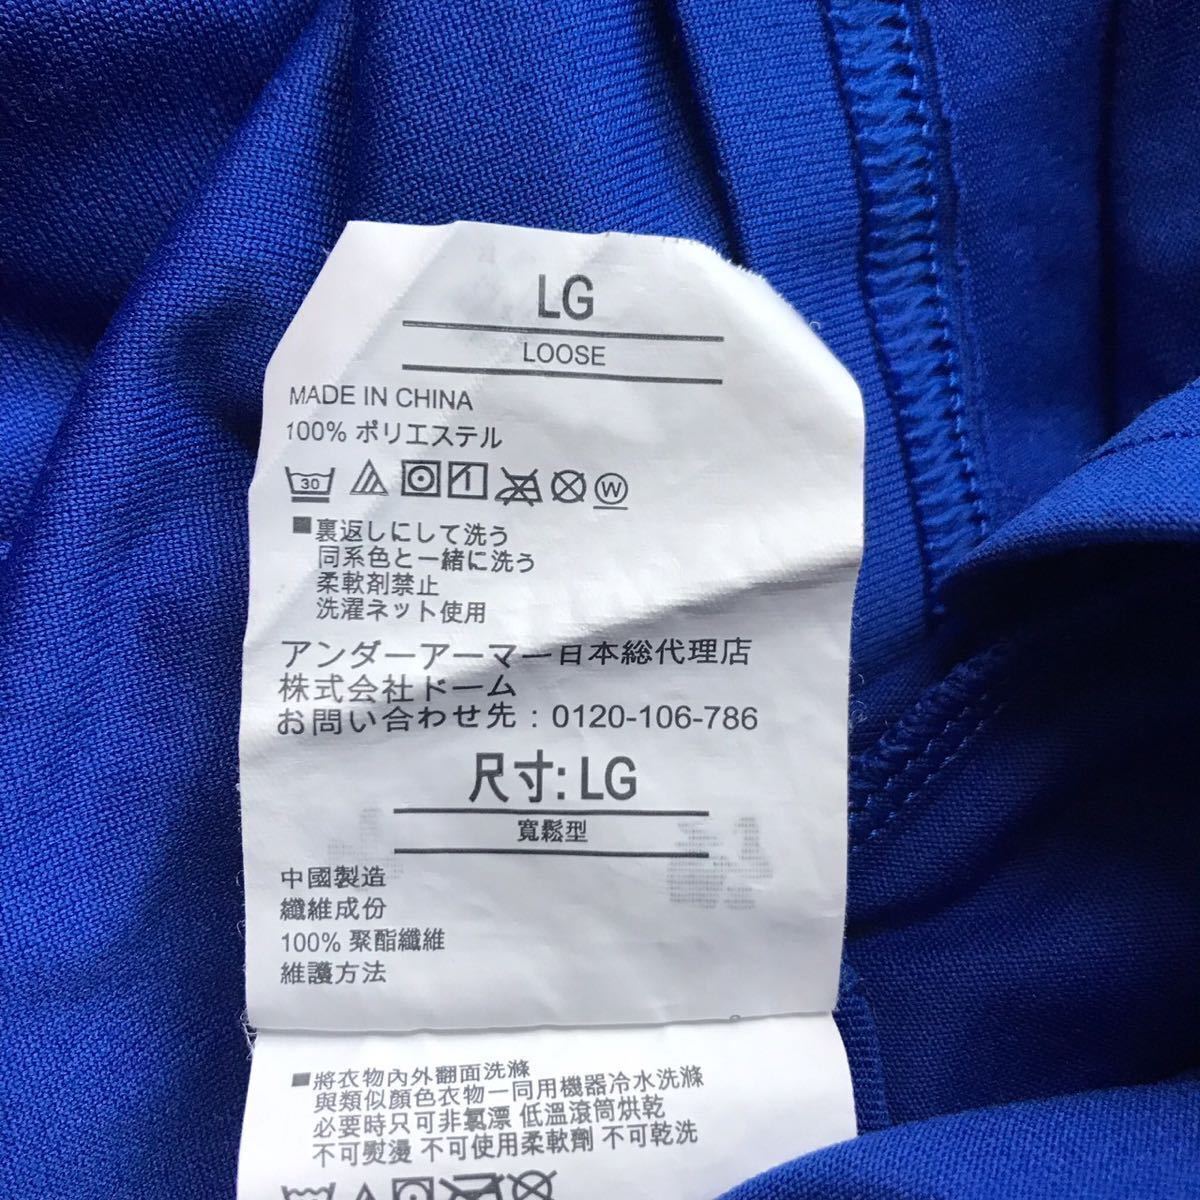 LG
LOOSE
MADE IN CHINA
100% ポリエステル
30 W
■裏返しにして洗う
同系色と一緒に洗う
柔軟剤禁止
洗濯ネット使用
アンダーアーマー日本総代理店
株式会社ドーム
お問い合わせ先：0120-106-786
尺寸: LG
寬鬆型
中國製造
纖維成份
100% 聚酯纖維
維護方法
■將衣物內外翻面洗滌
與類似顏色衣物一同用機器冷水洗滌
必要時只可非氯漂 低溫滾筒烘乾
不可熨燙 不可使用柔軟劑 不可乾洗